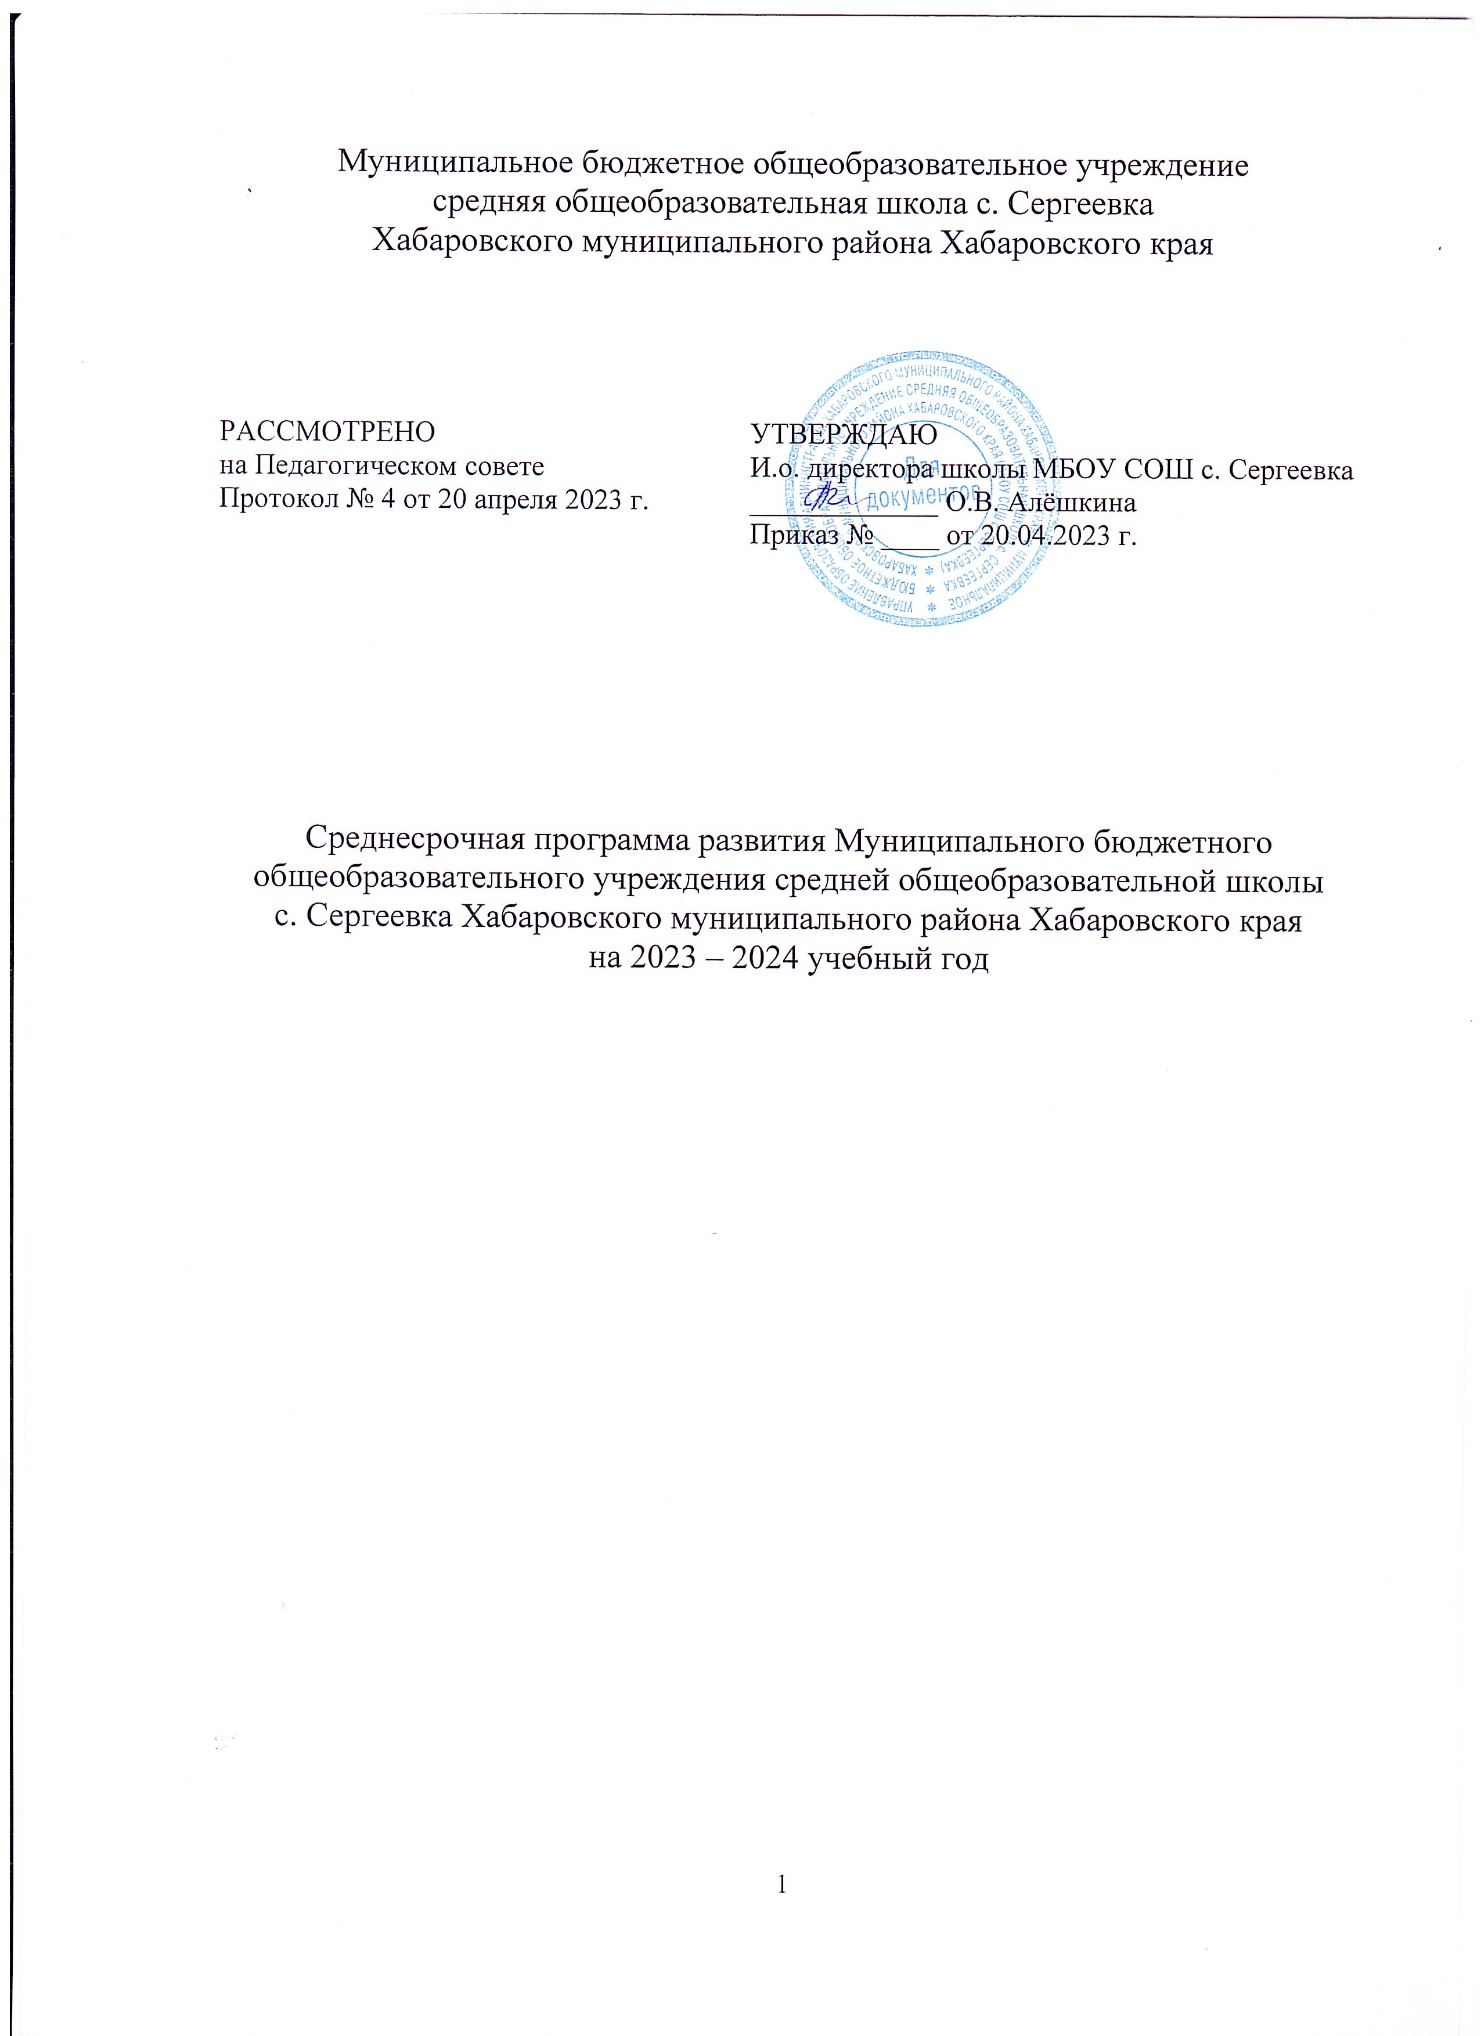 Муниципальное бюджетное общеобразовательное учреждение
средняя общеобразовательная школа с. Сергеевка
Хабаровского муниципального района Хабаровского края
РАССМОТРЕНО
на Педагогическом совете
Протокол № 4 от 20 апреля 2023 г.
УТВЕРЖДАЮ
И.о. директора школы МБОУ СОШ с. Сергеевка
_____________ О.В. Алёшкина
Приказ № ____ от 20.04.2023 г.
Для
документов
Среднесрочная программа развития Муниципального бюджетного
общеобразовательного учреждения средней общеобразовательной школы
с. Сергеевка Хабаровского муниципального района Хабаровского края
на 2023 – 2024 учебный год
1